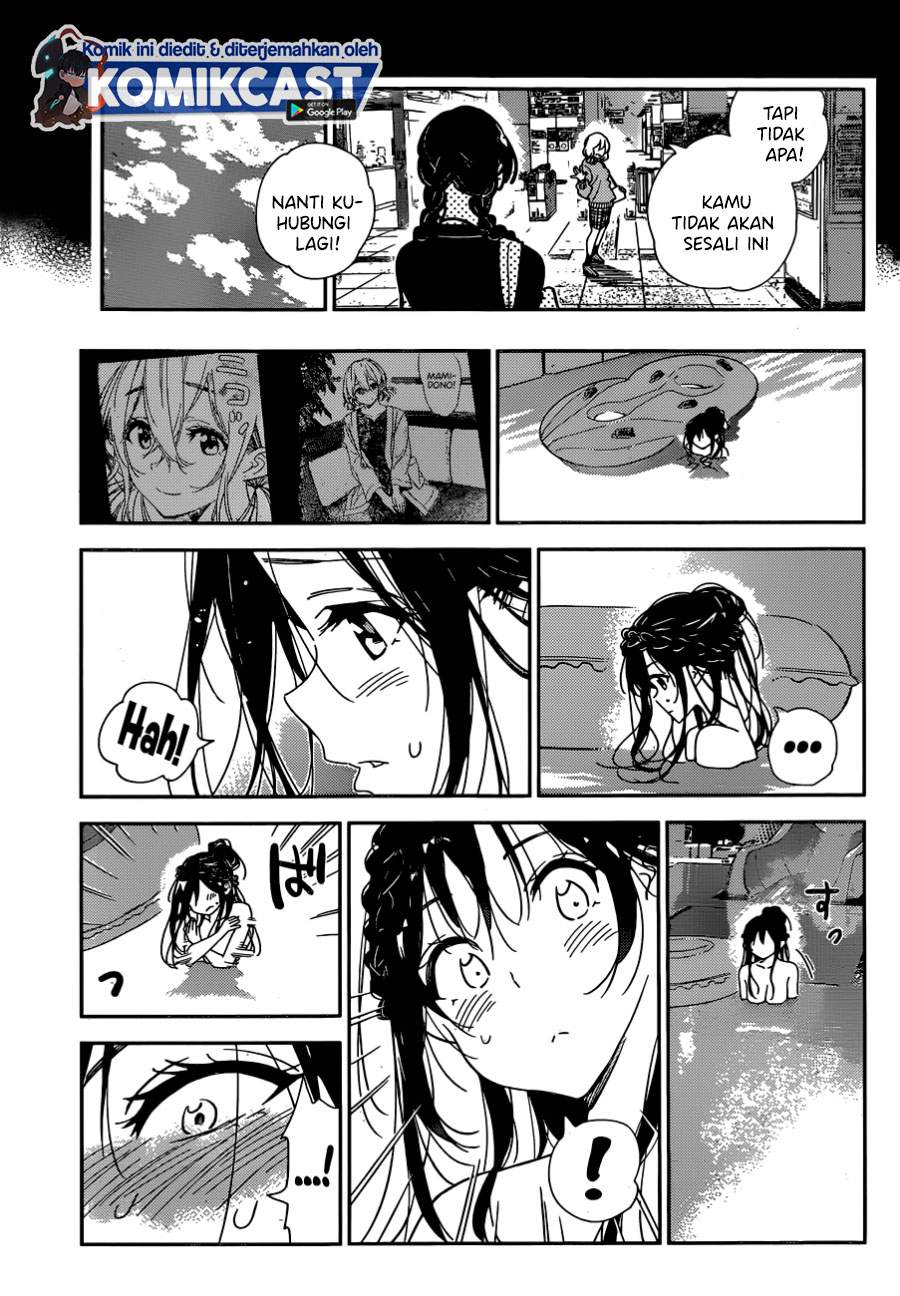 Komik ini diedit & diterjemahkan oleh
KOMIKCAST
GET IT ON
Google Play
TAPI
TIDAK
APA!
KAMU
TIDAK AKAN
SESALI INI
NANTI KU-
HUBUNGI
LAGI!
MAMI-
DONO!
...
Hah!
すっ
!
ばっ
....!